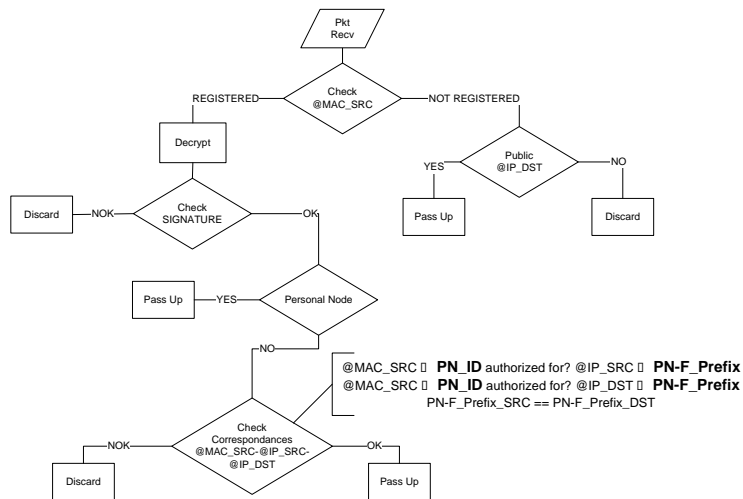 Pkt
Recv
Check
@MAC_SRC
REGISTERED
NOT REGISTERED
Decrypt
Public
@IP_DST
YES
NO
Check
SIGNATURE
Discard
NOK
OK
Pass Up
Discard
Pass Up
YES
Personal Node
NO
@MAC_SRC ▯ PN_ID authorized for? @IP_SRC ▯ PN-F_Prefix
@MAC_SRC ▯ PN_ID authorized for? @IP_DST ▯ PN-F_Prefix
PN-F_Prefix_SRC == PN-F_Prefix_DST
Check
Correspondances
@MAC_SRC-@IP_SRC-
@IP_DST
NOK
OK
Discard
Pass Up